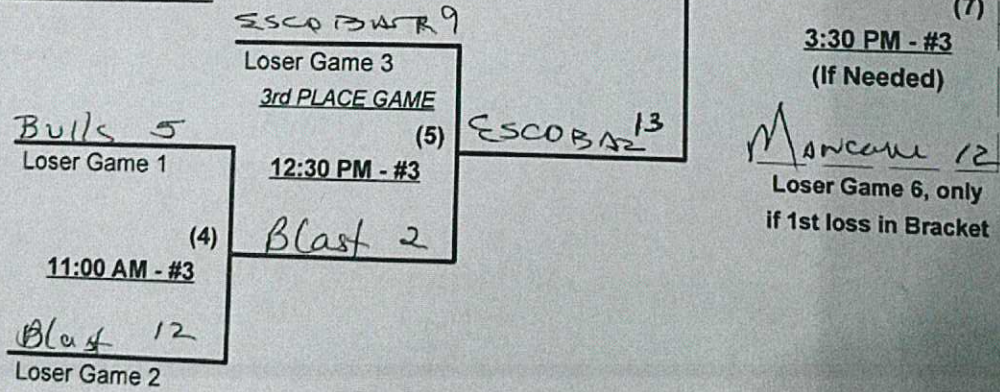 (7)
3:30 PM - #3
(If Needed)
ESCOBAR 9
Loser Game 3
3rd PLACE GAME
(5)
12:30 PM - #3
Bulls 5
Loser Game 1
ESCOBAR 13
12
Loser Game 6, only
if 1st loss in Bracket
(4)
11:00 AM - #3
Blast 2
Blast 12
Loser Game 2